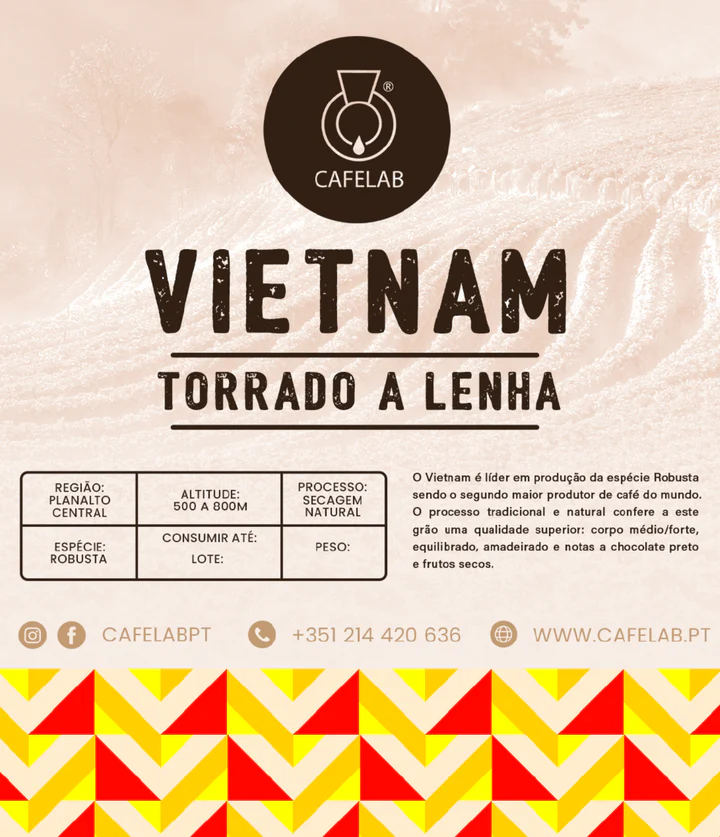 ®
CAFELAB
VIETNAM
TORRADO A LENHA
REGIÃO:
PLANALTO
CENTRAL
ALTITUDE:
500 A 800M
PROCESSO:
SECAGEM
NATURAL
ESPÉCIE:
ROBUSTA
CONSUMIR ATÉ:
LOTE:
PESO:
O Vietnam é líder em produção da espécie Robusta
sendo o segundo maior produtor de café do mundo.
O processo tradicional e natural confere a este
grão uma qualidade superior: corpo médio/forte,
equilibrado, amadeirado e notas a chocolate preto
e frutos secos.
CAFELABPT
+351 214 420 636
WWW.CAFELAB.PT